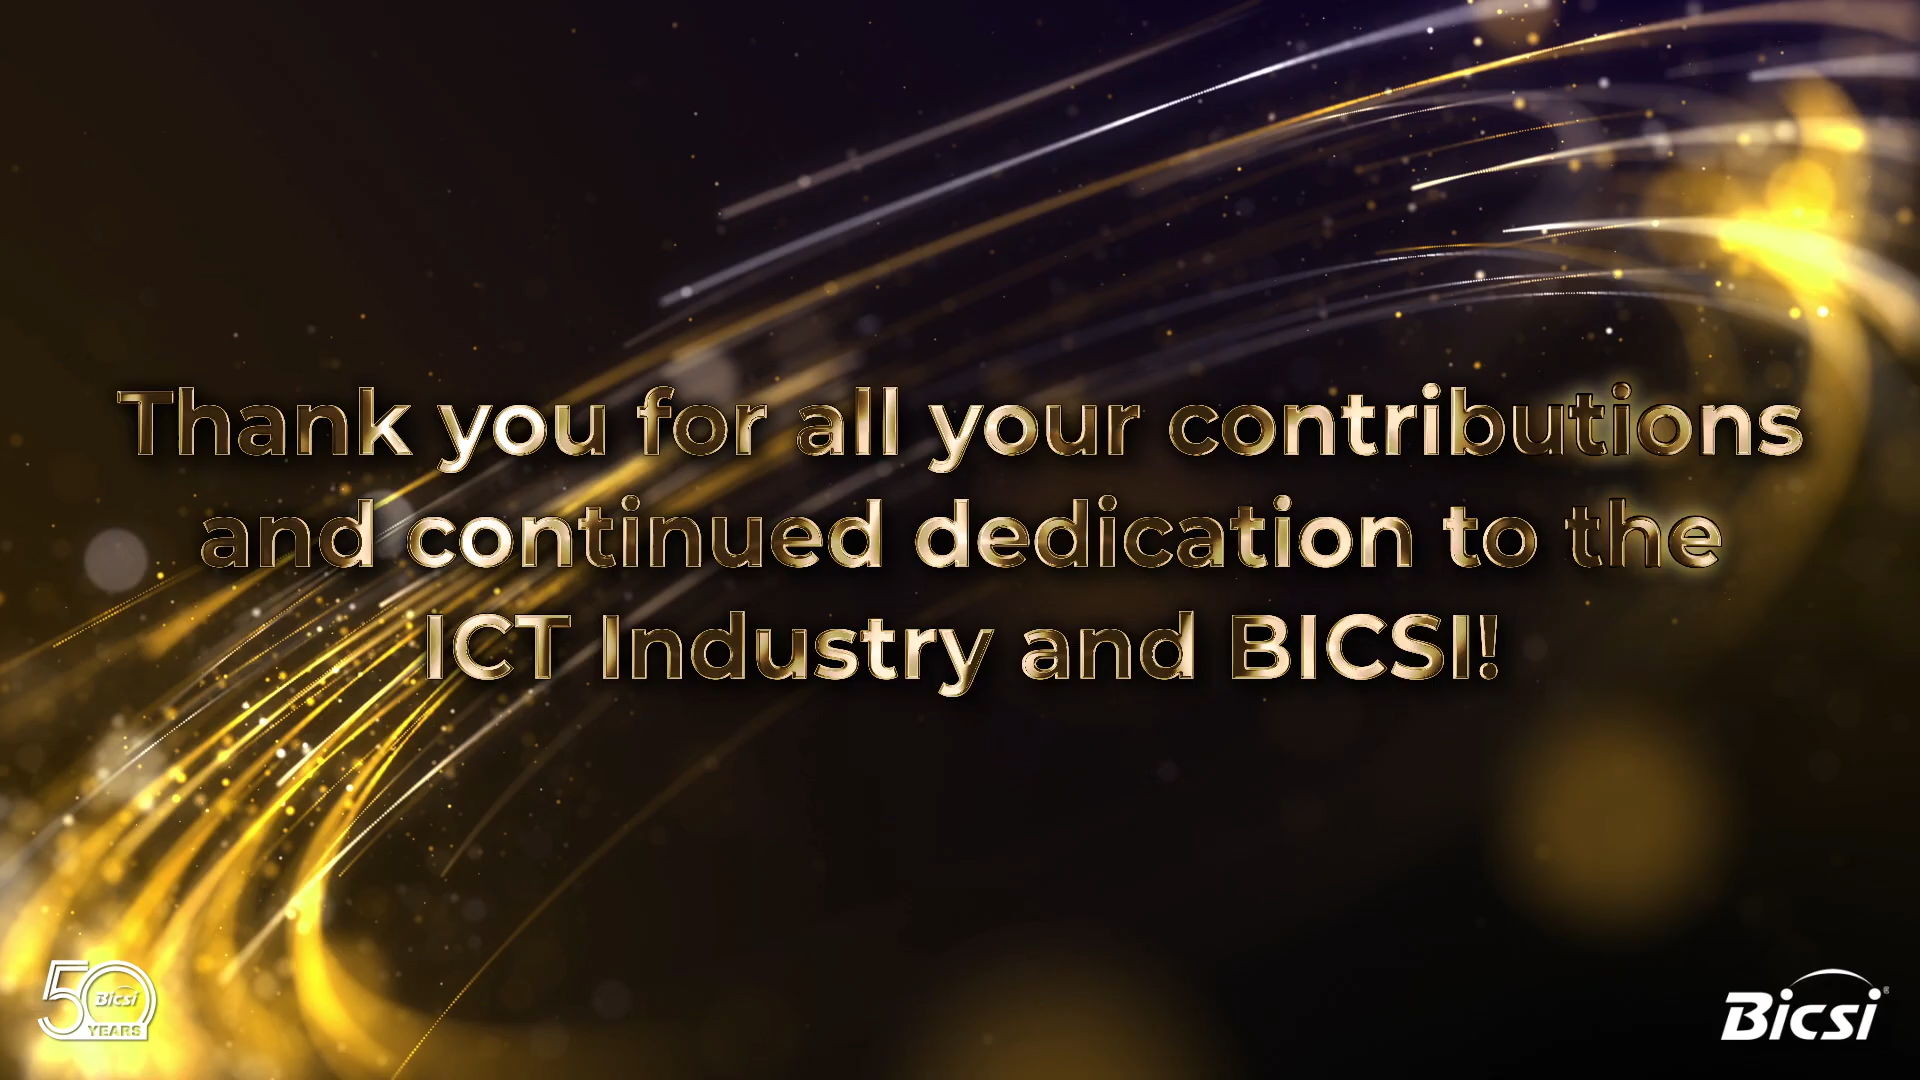 Thank you for all your contributions
and continued dedication to the
ICT Industry and BICSI!
50 Bicsi
YEARS
Bicsi®